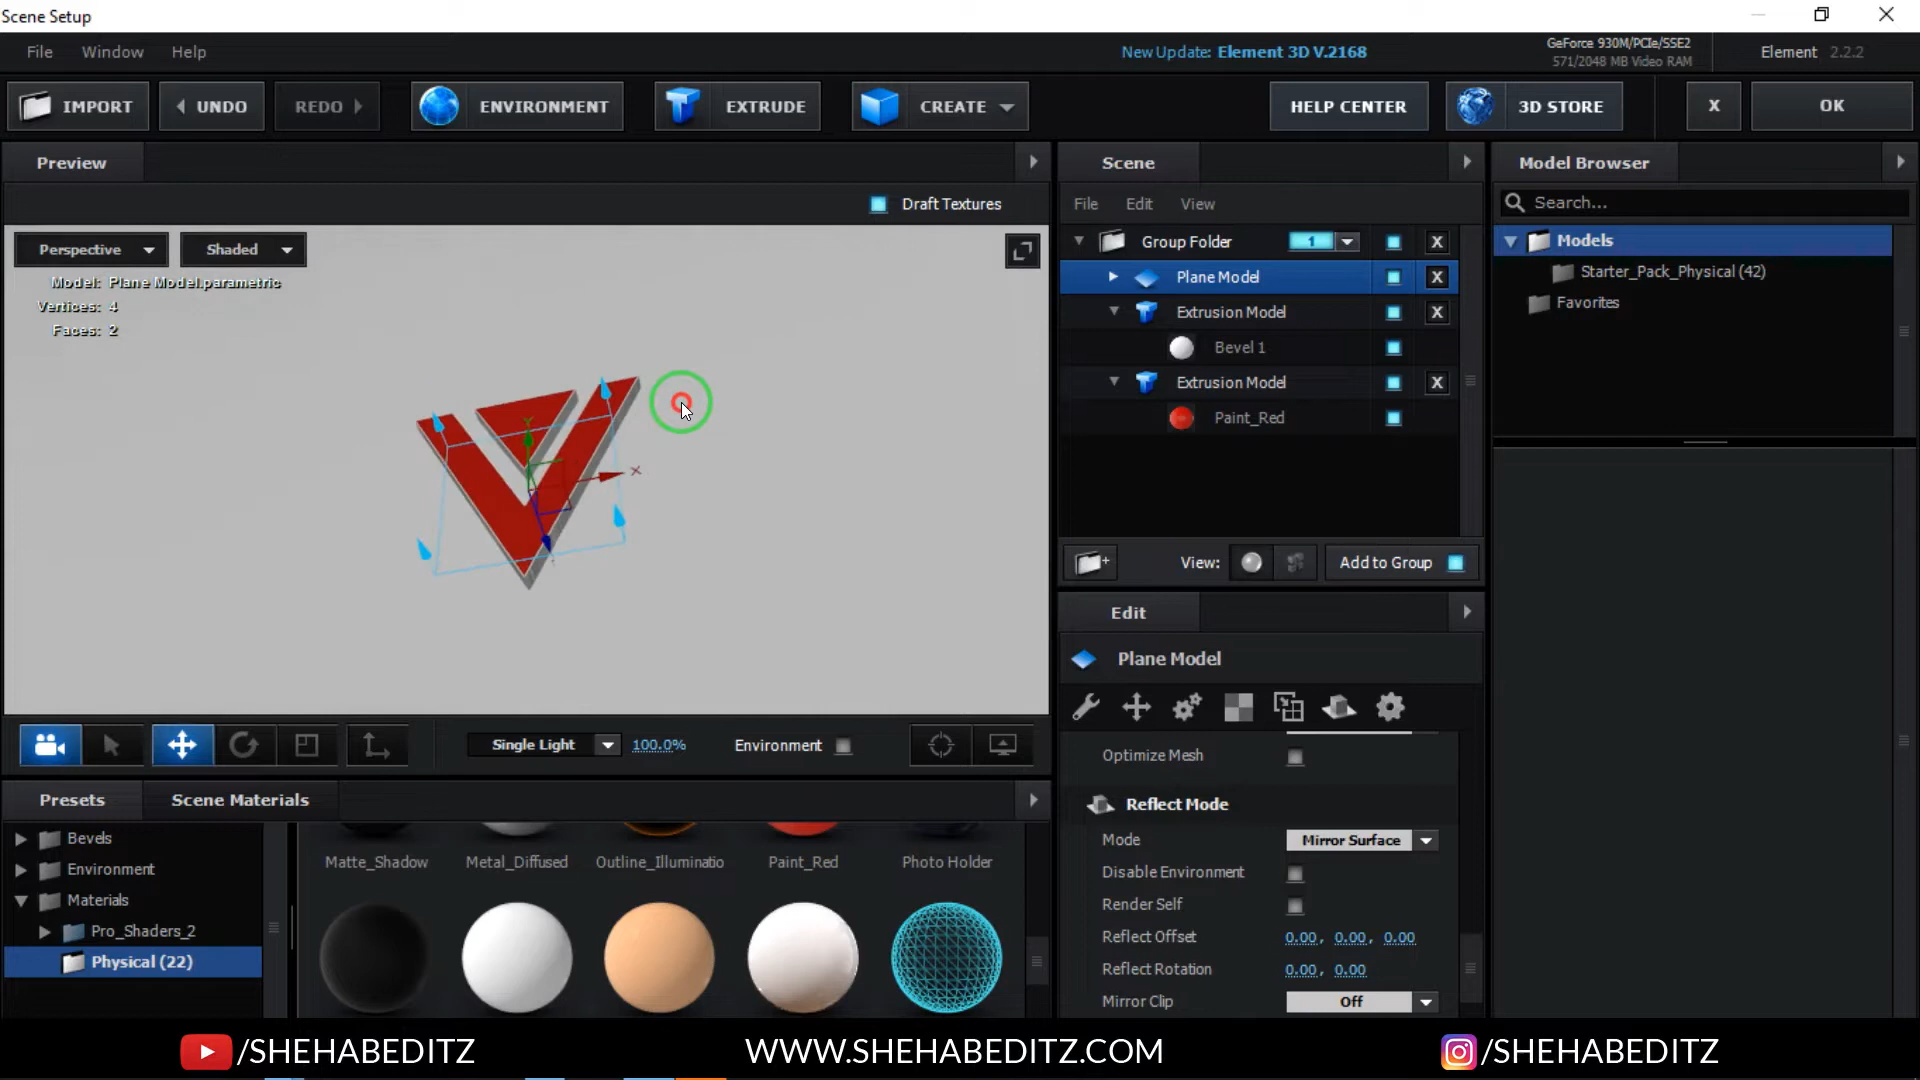 Scene Setup
File Window Help
New Update: Element 3D V.2168
GeForce 930M/PCIe/SSE2
571/2048 MB Video RAM
Element 2.2.2
IMPORT UNDO REDO ENVIRONMENT EXTRUDE CREATE HELP CENTER 3D STORE X OK
Preview
Draft Textures
Perspective Shaded
Model: Plane Model.parametric
Vertices: 4
Faces: 2
Y
X
Single Light 100.0% Environment
Scene
File Edit View
Group Folder 1 X
Plane Model X
Extrusion Model X
Bevel 1
Extrusion Model X
Paint_Red
View: Add to Group
Model Browser
Search...
Models
Starter_Pack_Physical (42)
Favorites
Edit
Plane Model
Optimize Mesh
Reflect Mode
Mode Mirror Surface
Disable Environment
Render Self
Reflect Offset 0.00, 0.00, 0.00
Reflect Rotation 0.00, 0.00
Mirror Clip Off
Presets Scene Materials
Bevels
Environment
Materials
Pro_Shaders_2
Physical (22)
Matte_Shadow Metal_Diffused Outline_Illuminatio Paint_Red Photo Holder
/SHEHABEDITZ WWW.SHEHABEDITZ.COM /SHEHABEDITZ